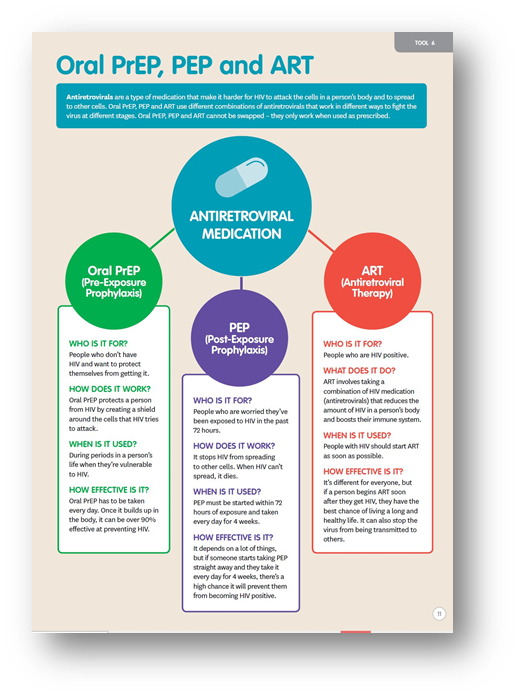 TOOL 6
Oral PrEP, PEP and ART
Antiretrovirals are a type of medication that make it harder for HIV to attack the cells in a person's body and to spread
to other cells. Oral PrEP, PEP and ART use different combinations of antiretrovirals that work in different ways to fight the
virus at different stages. Oral PrEP, PEP and ART cannot be swapped – they only work when used as prescribed.
ANTIRETROVIRAL
MEDICATION
Oral PrEP
(Pre-Exposure
Prophylaxis)
WHO IS IT FOR?
People who don't have
HIV and want to protect
themselves from getting it.
HOW DOES IT WORK?
Oral PrEP protects a person
from HIV by creating a shield
around the cells that HIV tries
to attack.
WHEN IS IT USED?
During periods in a person's
life when they're vulnerable
to HIV.
HOW EFFECTIVE IS IT?
Oral PrEP has to be taken
every day. Once it builds up in
the body, it can be over 90%
effective at preventing HIV.
PEP
(Post-Exposure
Prophylaxis)
WHO IS IT FOR?
People who are worried they've
been exposed to HIV in the past
72 hours.
HOW DOES IT WORK?
It stops HIV from spreading
to other cells. When HIV can't
spread, it dies.
WHEN IS IT USED?
PEP must be started within 72
hours of exposure and taken
every day for 4 weeks.
HOW EFFECTIVE IS IT?
It depends on a lot of things,
but if someone starts taking PEP
straight away and they take it
every day for 4 weeks, there's a
high chance it will prevent them
from becoming HIV positive.
ART
(Antiretroviral
Therapy)
WHO IS IT FOR?
People who are HIV positive.
WHAT DOES IT DO?
ART involves taking a
combination of HIV medication
(antiretrovirals) that reduces the
amount of HIV in a person's body
and boosts their immune system.
WHEN IS IT USED?
People with HIV should start ART
as soon as possible.
HOW EFFECTIVE IS IT?
It's different for everyone, but
if a person begins ART soon
after they get HIV, they have the
best chance of living a long and
healthy life. It can also stop the
virus from being transmitted to
others.
11